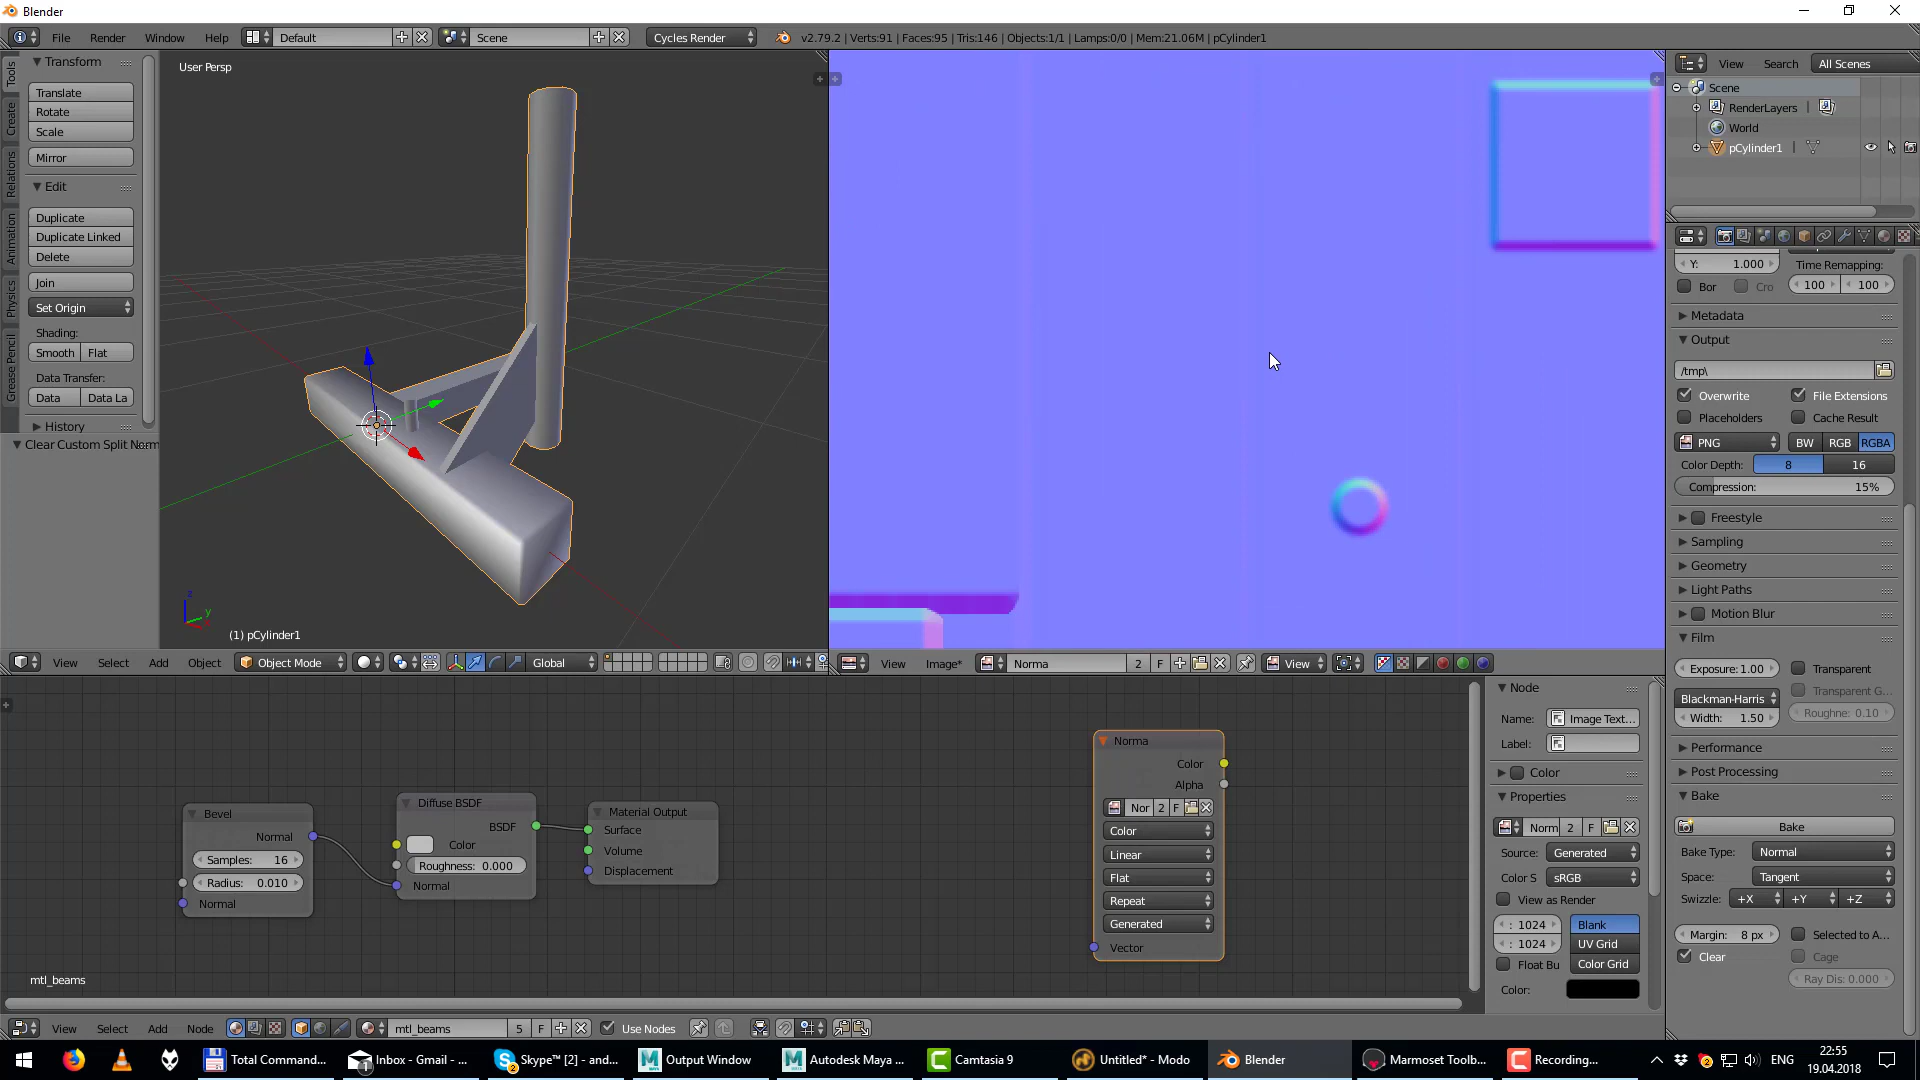 Blender
File Render Window Help Default Scene Cycles Render v2.79.2 | Verts:91 | Faces:95 | Tris:146 | Objects:1/1 | Lamps:0/0 | Mem:21.06M | pCylinder1
Tools
Create
Relations
Animation
Physics
Grease Pencil
Transform
Translate
Rotate
Scale
Mirror
Edit
Duplicate
Duplicate Linked
Delete
Join
Set Origin
Shading:
Smooth Flat
Data Transfer:
Data Data La
History
Clear Custom Split Norm
User Persp
z
y
(1) pCylinder1
View Select Add Object Object Mode Global
View Image* Norma 2 F View
View Search All Scenes
Scene
RenderLayers
World
pCylinder1
Y: 1.000 Time Remapping:
Bor Cro 100 100
Metadata
Output
/tmp\
Overwrite File Extensions
Placeholders Cache Result
PNG BW RGB RGBA
Color Depth: 8 16
Compression: 15%
Freestyle
Sampling
Geometry
Light Paths
Motion Blur
Film
Exposure: 1.00 Transparent
Blackman-Harris Transparent G...
Width: 1.50 Roughne: 0.10
Performance
Post Processing
Bake
Bake
Bake Type: Normal
Space: Tangent
Swizzle: +X +Y +Z
Margin: 8 px Selected to A...
Clear Cage
Ray Dis: 0.000
Bevel
Normal
Samples: 16
Radius: 0.010
Normal
Diffuse BSDF
BSDF
Color
Roughness: 0.000
Normal
Material Output
Surface
Volume
Displacement
Norma
Color
Alpha
Nor 2 F
Color
Linear
Flat
Repeat
Generated
Vector
mtl_beams
Node
Name: Image Text...
Label:
Color
Properties
Norm 2 F
Source: Generated
Color S sRGB
View as Render
: 1024 Blank
: 1024 UV Grid
Float Bu Color Grid
Color:
View Select Add Node mtl_beams 5 F Use Nodes
Total Command... Inbox - Gmail - ... Skype™ [2] - and... Output Window Autodesk Maya ... Camtasia 9 Untitled* - Modo Blender Marmoset Toolb... Recording... ENG 22:55
19.04.2018